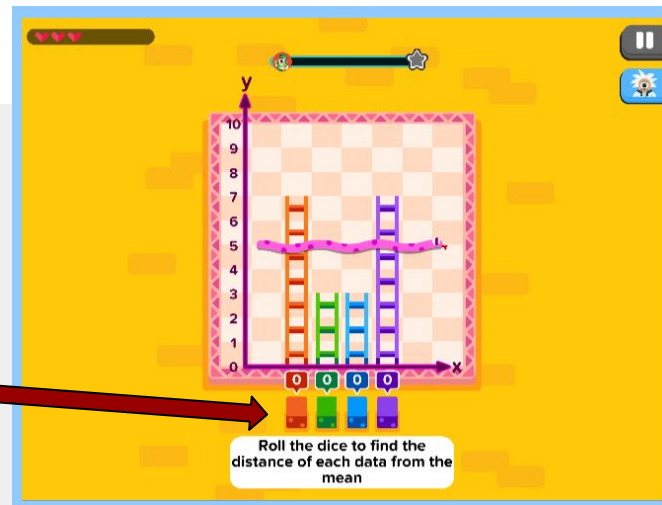 y
10
9
8
7
6
5
4
3
2
1
0
x
0 0 0 0
Roll the dice to find the
distance of each data from the
mean